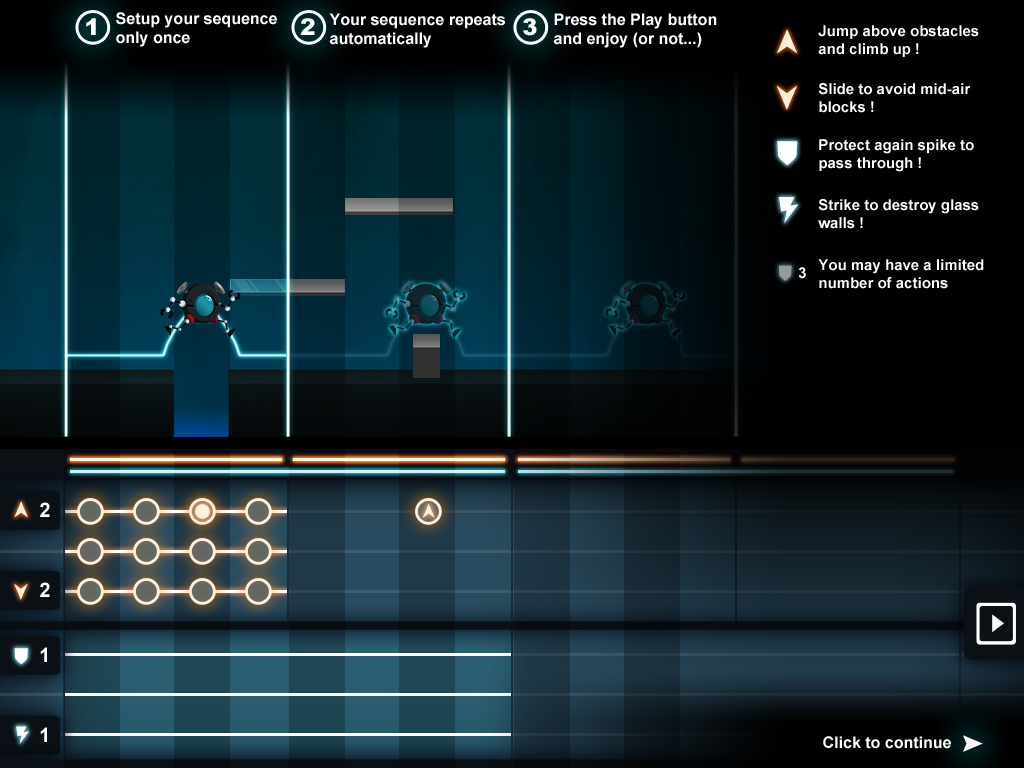 1 Setup your sequence
only once
2 Your sequence repeats
automatically
3 Press the Play button
and enjoy (or not...)
Jump above obstacles
and climb up !
Slide to avoid mid-air
blocks !
Protect again spike to
pass through !
Strike to destroy glass
walls !
3 You may have a limited
number of actions
2
2
1
1
Click to continue